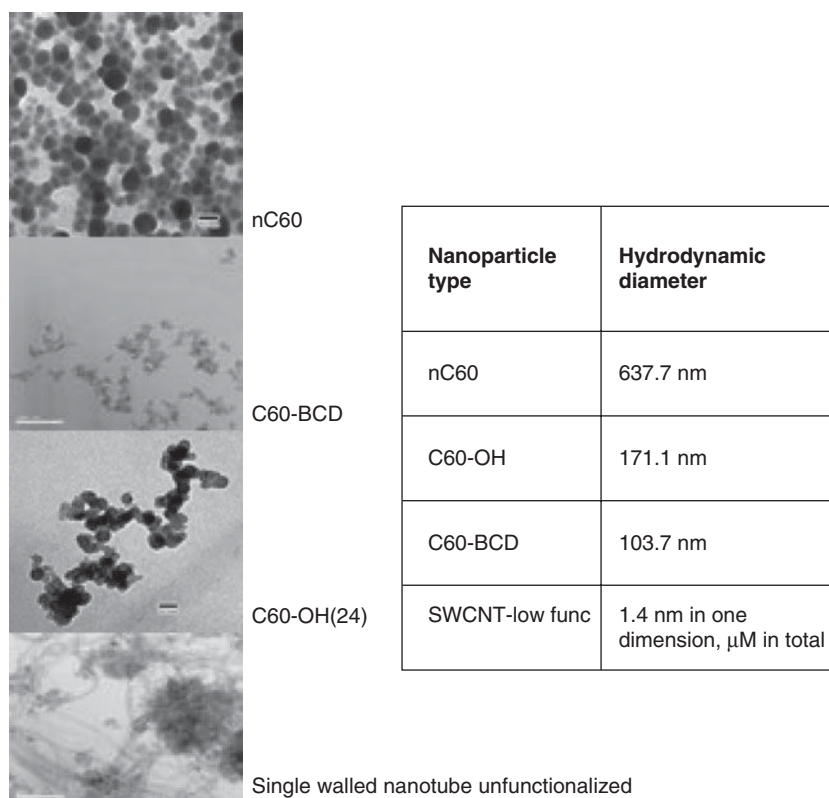 nC60
C60-BCD
C60-OH(24)
Single walled nanotube unfunctionalized
Nanoparticle
type
Hydrodynamic
diameter
nC60
637.7 nm
C60-OH
171.1 nm
C60-BCD
103.7 nm
SWCNT-low func
1.4 nm in one
dimension, μM in total